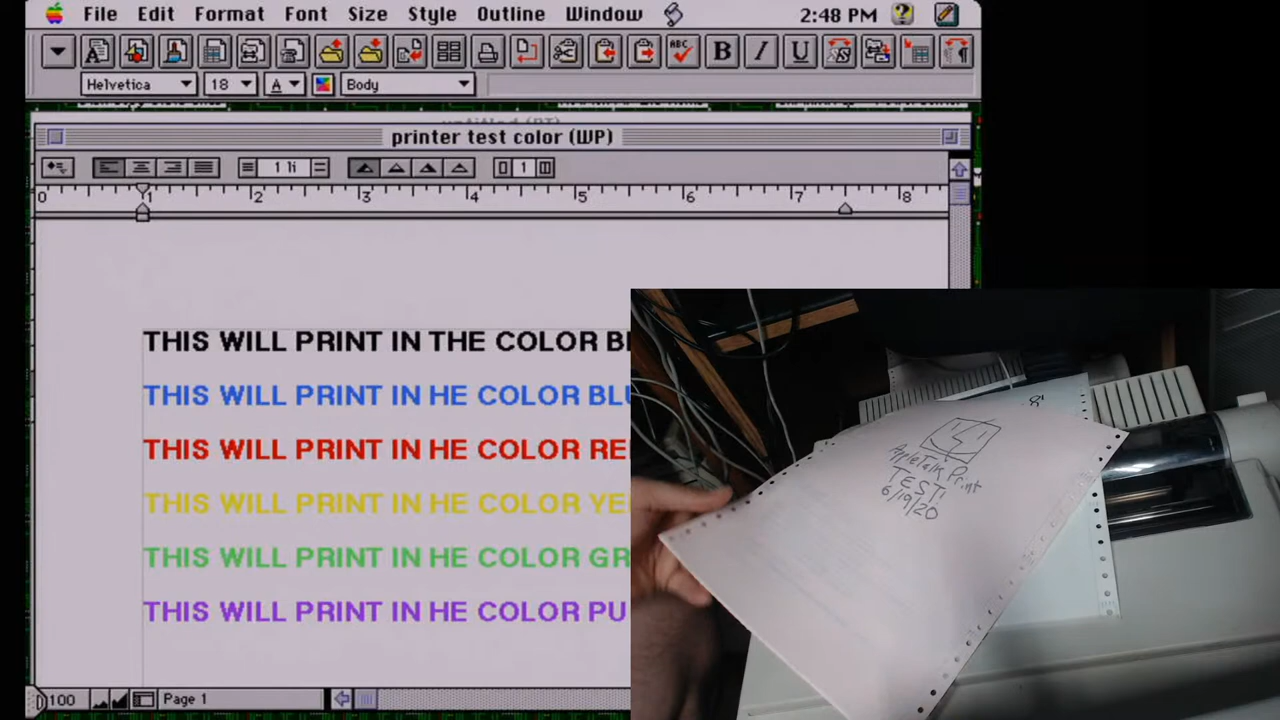 File Edit Format Font Size Style Outline Window 2:48 PM
ABC B I U
Helvetica 18 A Body
printer test color (WP)
1 li 1
0 1 2 3 4 5 6 7 8
THIS WILL PRINT IN THE COLOR
THIS WILL PRINT IN HE COLOR BLU
THIS WILL PRINT IN HE COLOR RE
THIS WILL PRINT IN HE COLOR YE
THIS WILL PRINT IN HE COLOR GR
THIS WILL PRINT IN HE COLOR PU
100 Page 1
AppleTalk Print
TEST!
6/19/20